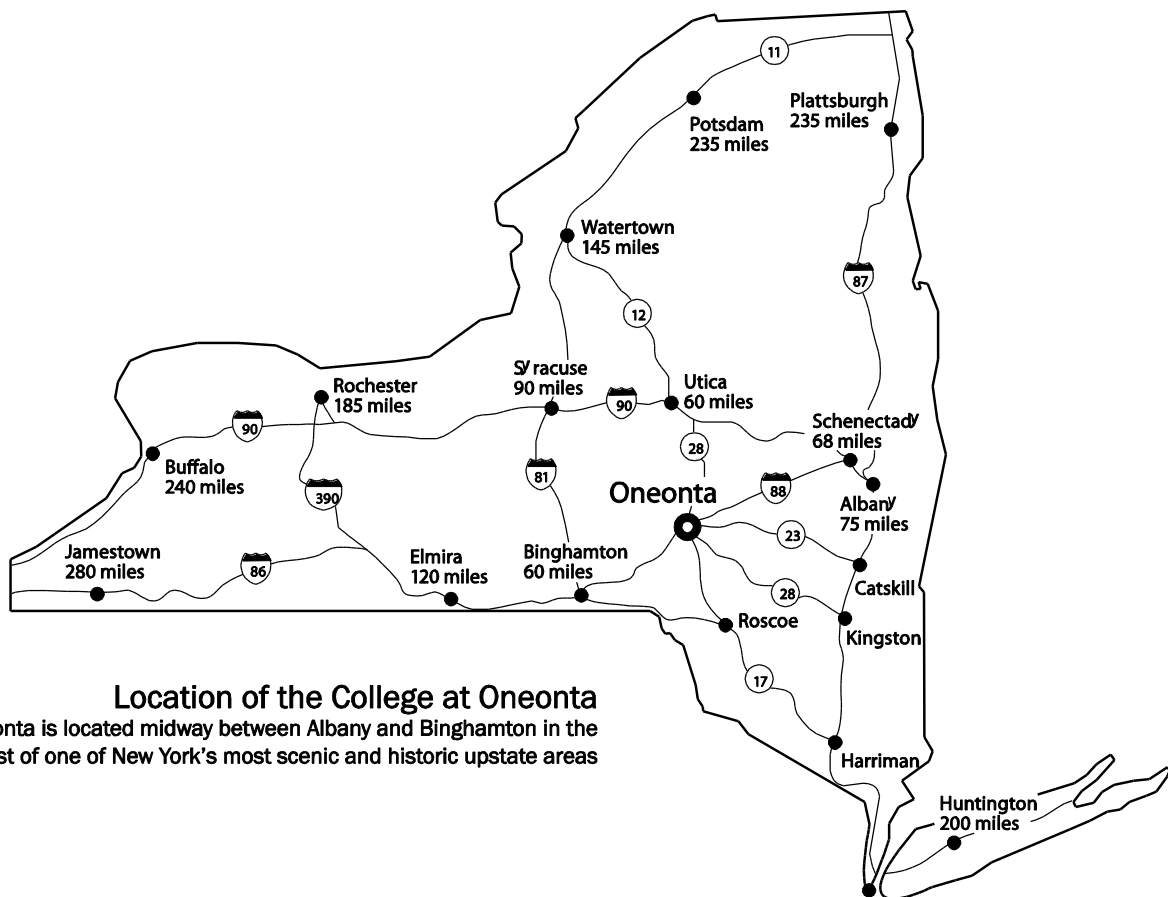 11
Plattsburgh
235 miles
Potsdam
235 miles
Watertown
145 miles
87
12
Syracuse
90 miles
Rochester
185 miles
Utica
60 miles
90
90
Schenectady
68 miles
28
Buffalo
240 miles
81
88
390
Oneonta
Albany
75 miles
23
Jamestown
280 miles
86
Elmira
120 miles
Binghamton
60 miles
Catskill
28
Roscoe
Kingston
17
Location of the College at Oneonta
onta is located midway between Albany and Binghamton in the
st of one of New York's most scenic and historic upstate areas
Harriman
Huntington
200 miles